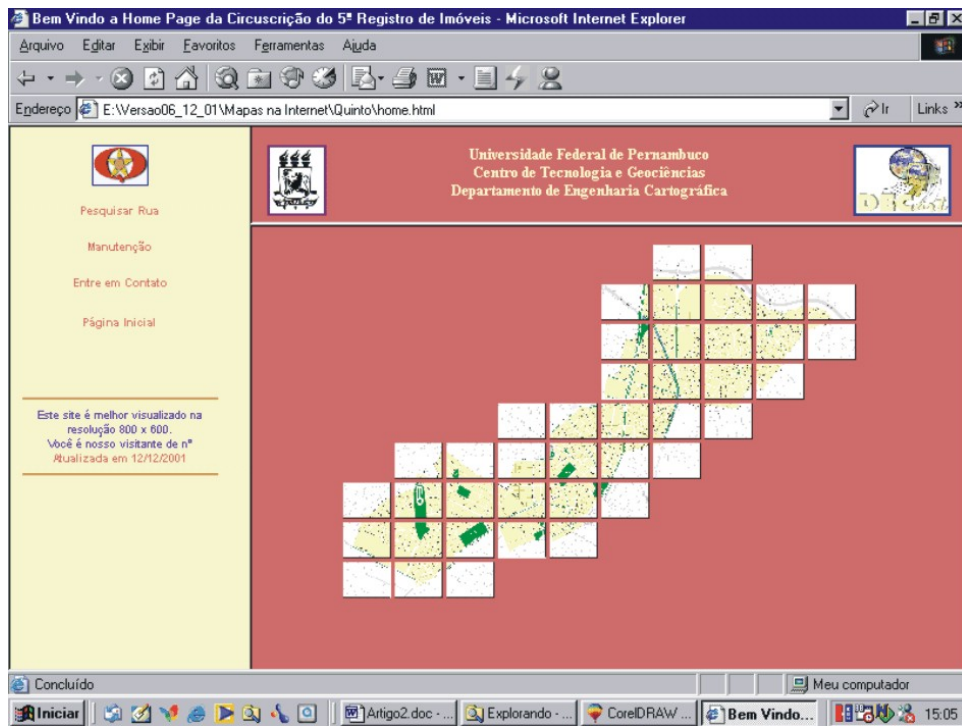 Bem Vindo a Home Page da Circuscrição do 5º Registro de Imóveis - Microsoft Internet Explorer
Arquivo Editar Exibir Favoritos Ferramentas Ajuda
Endereço E:\Versao06_12_01\Mapas na Internet\Quinto\home.html Ir Links »
Universidade Federal de Pernambuco
Centro de Tecnologia e Geociências
Departamento de Engenharia Cartográfica
Pesquisar Rua
Manutenção
Entre em Contato
Página Inicial
Este site é melhor visualizado na
resolução 800 x 600.
Você é nosso visitante de nº
Atualizada em 12/12/2001
Concluído Meu computador
Iniciar Artigo2.doc - ... Explorando - ... CorelDRAW ... Bem Vindo... 15:05